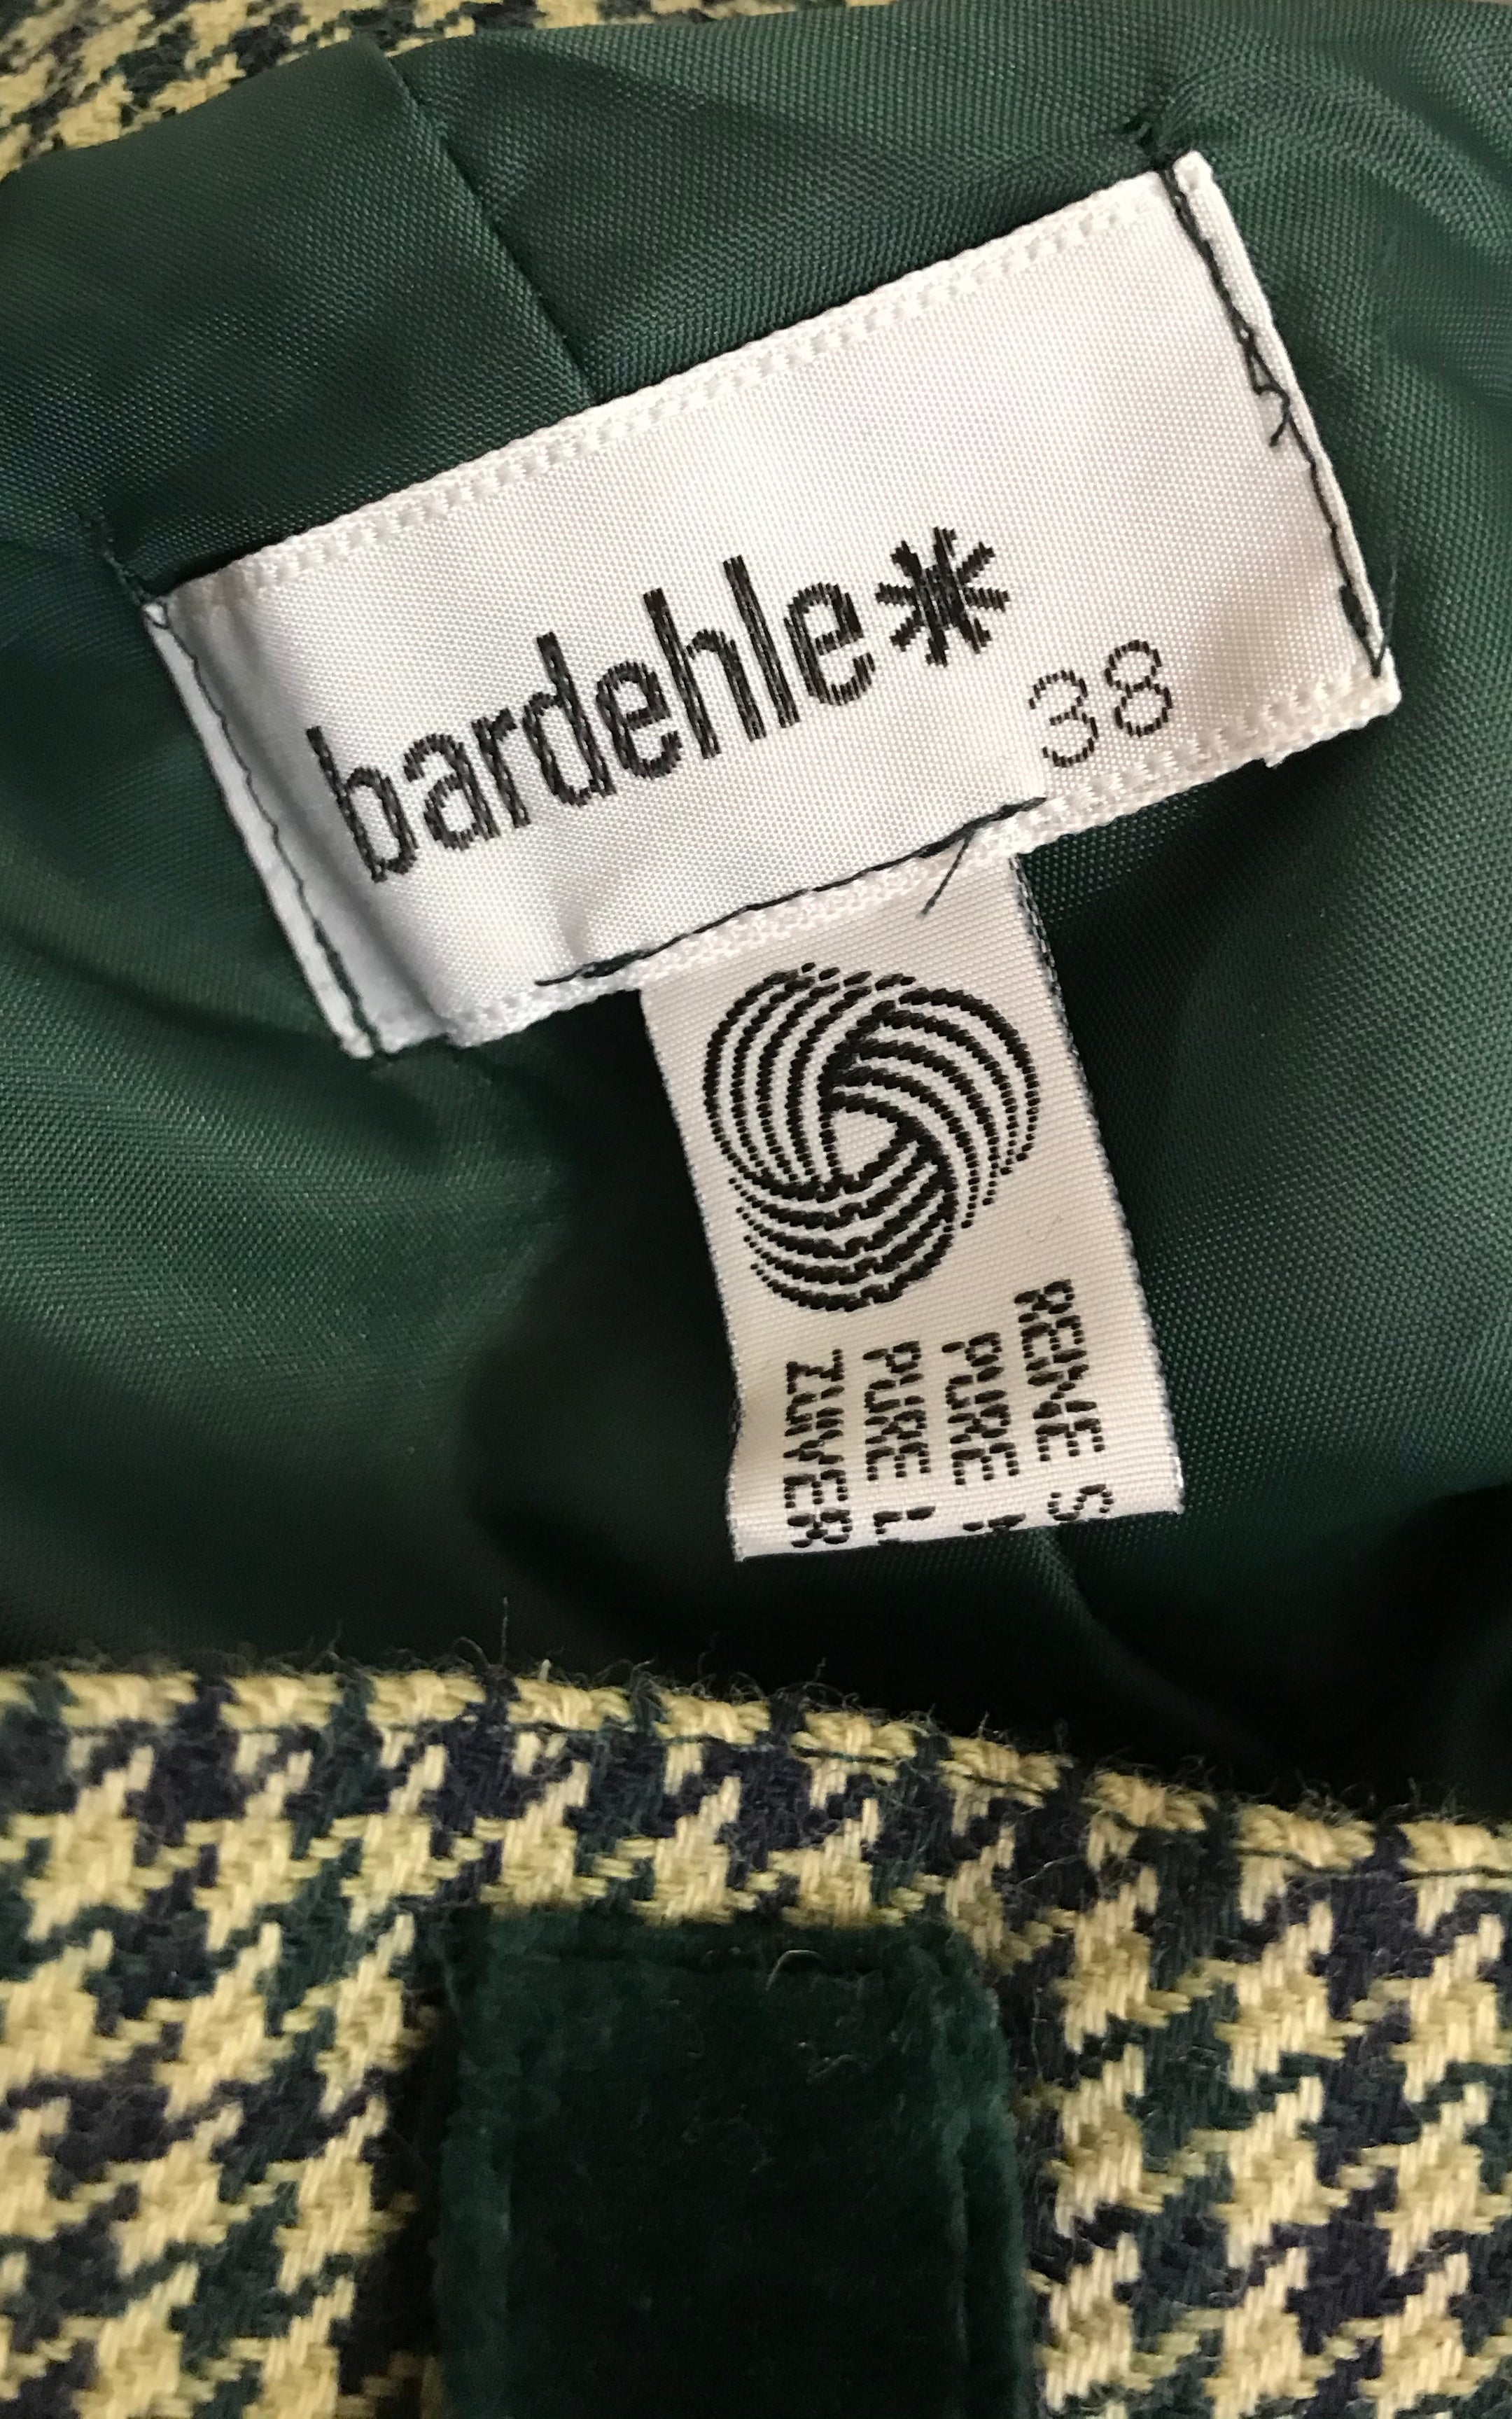 bardehle*
38
REINE S
PURE
PURE L
ZUIVER